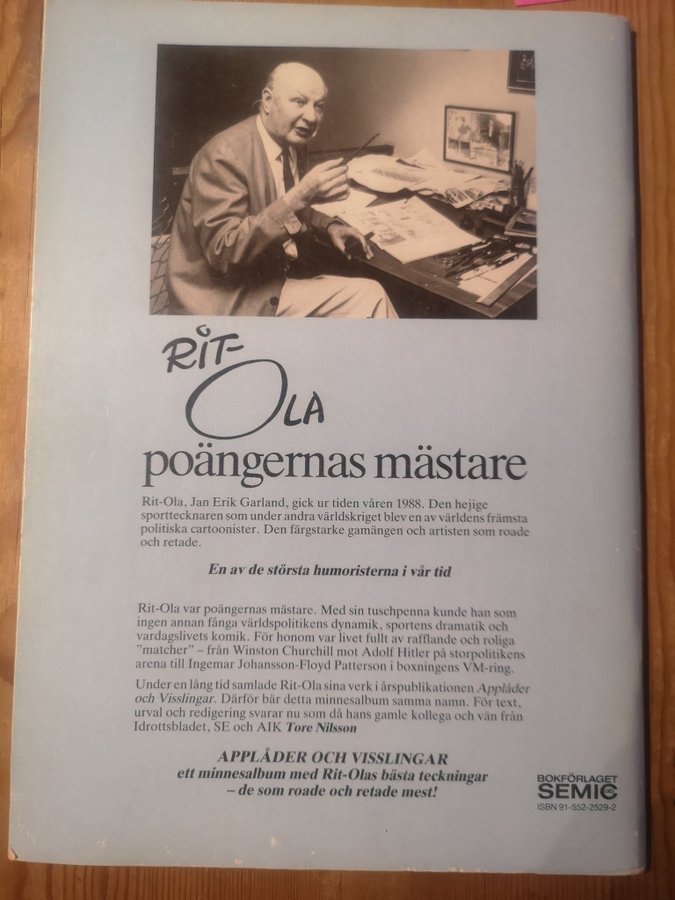 RIT-
OLA
poängernas mästare
Rit-Ola, Jan Erik Garland, gick ur tiden våren 1988. Den hejige
sporttecknaren som under andra världskriget blev en av världens främsta
politiska cartoonister. Den färgstarke gamängen och artisten som roade
och retade.
En av de största humoristerna i vår tid
Rit-Ola var poängernas mästare. Med sin tuschpenna kunde han som
ingen annan fånga världspolitikens dynamik, sportens dramatik och
vardagslivets komik. För honom var livet fullt av rafflande och roliga
”matcher” – från Winston Churchill mot Adolf Hitler på storpolitikens
arena till Ingemar Johansson-Floyd Patterson i boxningens VM-ring.
Under en lång tid samlade Rit-Ola sina verk i årspublikationen Applåder
och Visslingar. Därför bär detta minnesalbum samma namn. För text,
urval och redigering svarar nu som då hans gamle kollega och vän från
Idrottsbladet, SE och AIK Tore Nilsson
APPLÅDER OCH VISSLINGAR
ett minnesalbum med Rit-Olas bästa teckningar
– de som roade och retade mest!
BOKFÖRLAGET
SEMIC
ISBN 91-552-2529-2